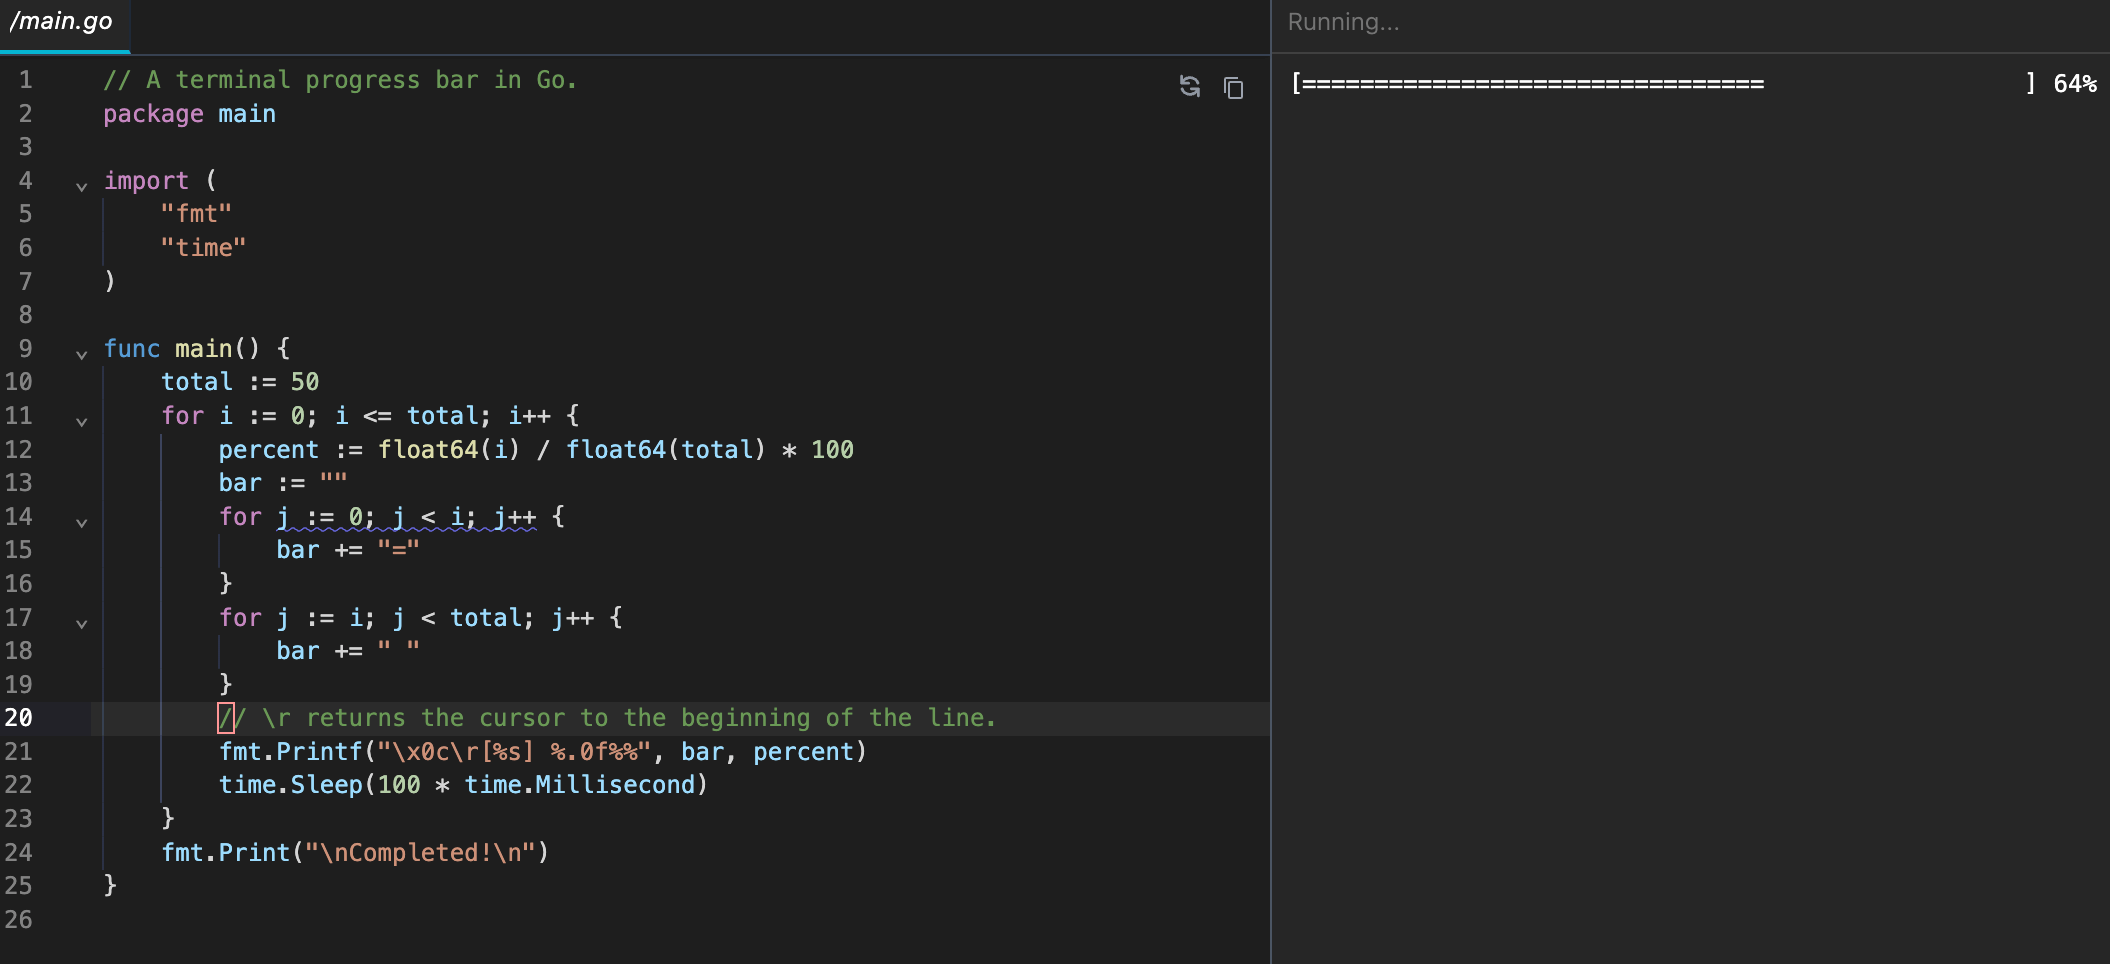 /main.go
Running...
1 // A terminal progress bar in Go.
2 package main
3
4 import (
5     "fmt"
6     "time"
7 )
8
9 func main() {
10     total := 50
11     for i := 0; i <= total; i++ {
12         percent := float64(i) / float64(total) * 100
13         bar := ""
14         for j := 0; j < i; j++ {
15             bar += "="
16         }
17         for j := i; j < total; j++ {
18             bar += " "
19         }
20         // \r returns the cursor to the beginning of the line.
21         fmt.Printf("\x0c\r[%s] %.0f%%", bar, percent)
22         time.Sleep(100 * time.Millisecond)
23     }
24     fmt.Print("\nCompleted!\n")
25 }
26
[================================                  ] 64%